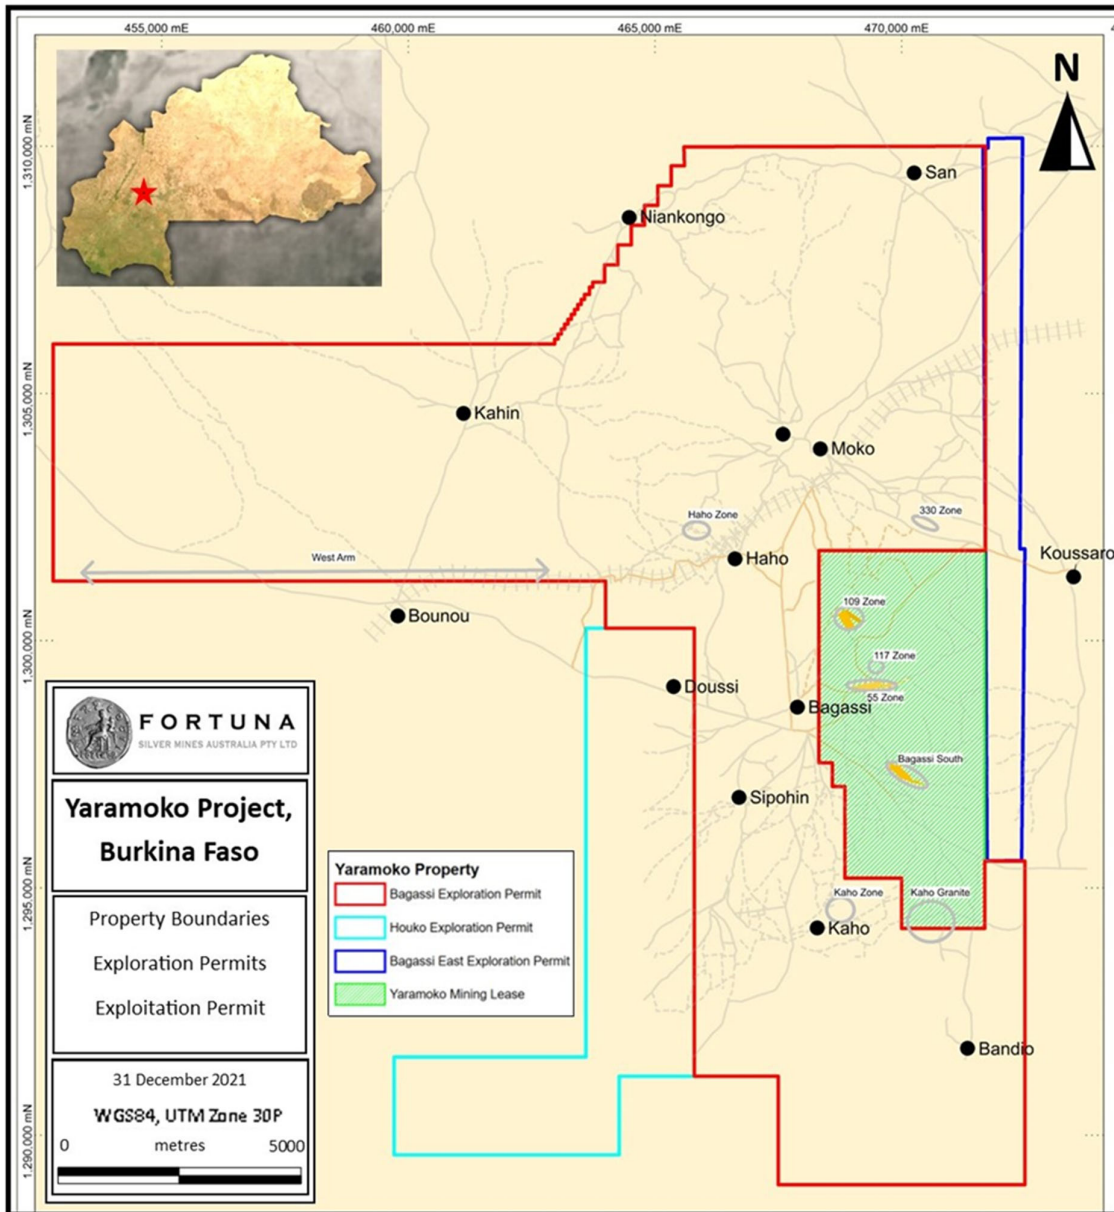 455,000 mE
460,000 mE
465,000 mE
470,000 mE
N
1,310,000 mN
1,305,000 mN
1,300,000 mN
1,295,000 mN
1,290,000 mN
San
Niankongo
Kahin
Moko
Haho Zone
330 Zone
Haho
Koussaro
West Arm
109 Zone
Bounou
117 Zone
Doussi
55 Zone
Bagassi
Bagassi South
Sipohin
Kaho Zone
Kaho Granite
Kaho
Bandio
FORTUNA
SILVER MINES AUSTRALIA PTY LTD
Yaramoko Project,
Burkina Faso
Property Boundaries
Exploration Permits
Exploitation Permit
31 December 2021
WGS84, UTM Zone 30P
0 metres 5000
Yaramoko Property
Bagassi Exploration Permit
Houko Exploration Permit
Bagassi East Exploration Permit
Yaramoko Mining Lease